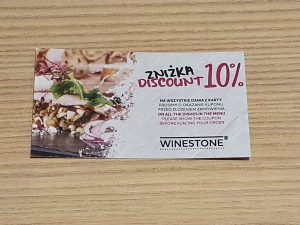 ZNIŻKA
DISCOUNT 10%
NA WSZYSTKIE DANIA Z KARTY
PROSIMY O OKAZANIE KUPONU
PRZED ZŁOŻENIEM ZAMÓWIENIA
ON ALL THE DISHES IN THE MENU
PLEASE SHOW THE COUPON
BEFORE PLACING YOUR ORDER
WINESTONE®